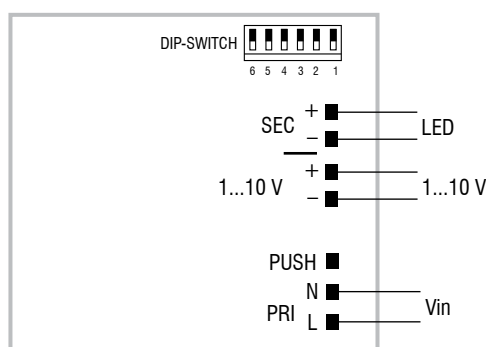 DIP-SWITCH
6 5 4 3 2 1
+
SEC
− LED
+
1...10 V 1...10 V
−
PUSH
N
PRI Vin
L